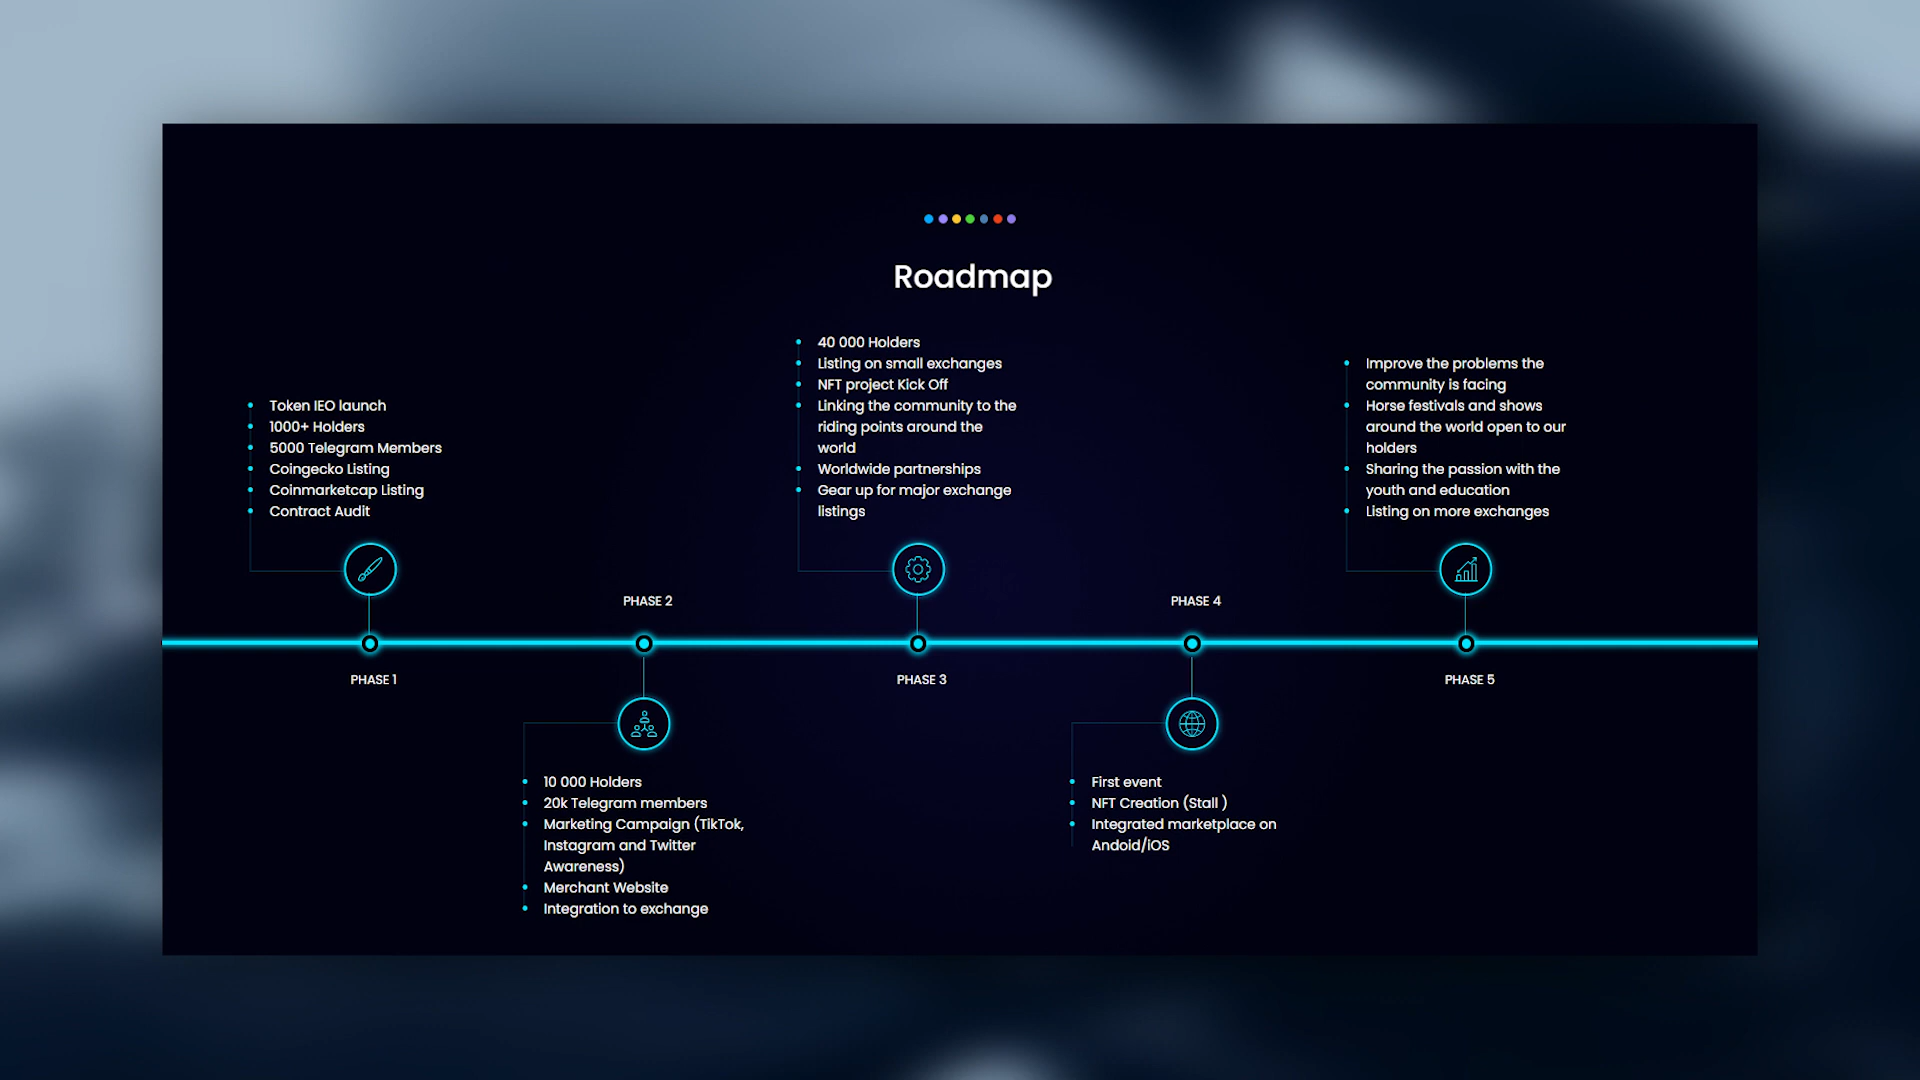 Roadmap
Token IEO launch
1000+ Holders
5000 Telegram Members
Coingecko Listing
Coinmarketcap Listing
Contract Audit
PHASE 1
PHASE 2
10 000 Holders
20k Telegram members
Marketing Campaign (TikTok,
Instagram and Twitter
Awareness)
Merchant Website
Integration to exchange
40 000 Holders
Listing on small exchanges
NFT project Kick Off
Linking the community to the
riding points around the
world
Worldwide partnerships
Gear up for major exchange
listings
PHASE 3
PHASE 4
First event
NFT Creation (Stall )
Integrated marketplace on
Andoid/iOS
Improve the problems the
community is facing
Horse festivals and shows
around the world open to our
holders
Sharing the passion with the
youth and education
Listing on more exchanges
PHASE 5